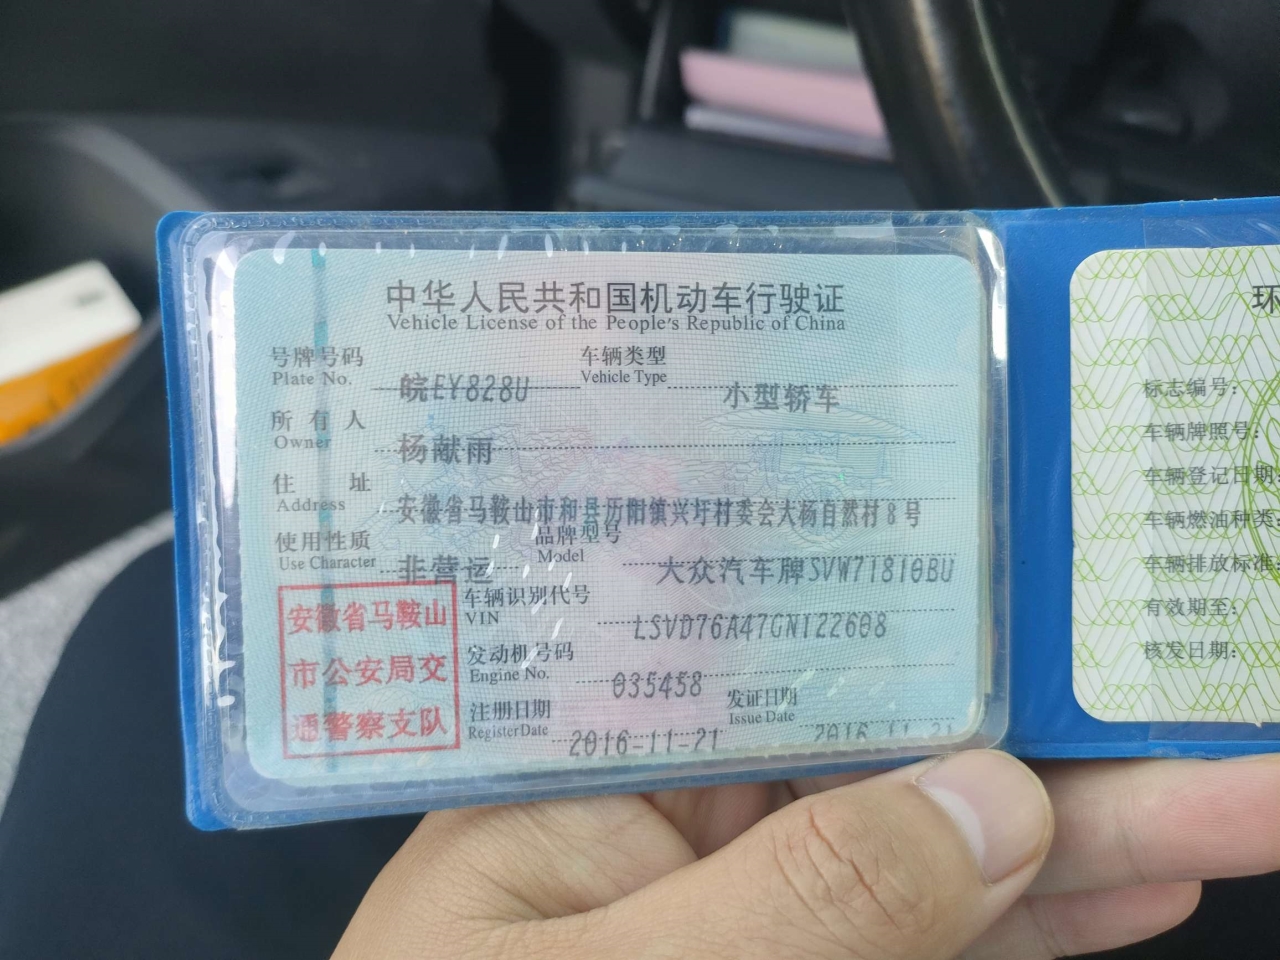 中华人民共和国机动车行驶证
Vehicle License of the People's Republic of China
号牌号码 皖EY828U 车辆类型 小型轿车
Plate No. Vehicle Type
所有人 杨献雨
Owner
住址 安徽省马鞍山市和县历阳镇兴圩村委会大杨自然村8号
Address
使用性质 非营运 品牌型号 大众汽车牌SVW71810BU
Use Character Model
安徽省马鞍山
市公安局交
通警察支队
车辆识别代号 LSVD76A47GN122608
VIN
发动机号码 035458
Engine No.
注册日期 2016-11-21 发证日期 2016-11-21
Register Date Issue Date
环
标志编号:
车辆牌照号:
车辆登记日期:
车辆燃油种类:
车辆排放标准:
有效期至:
核发日期: